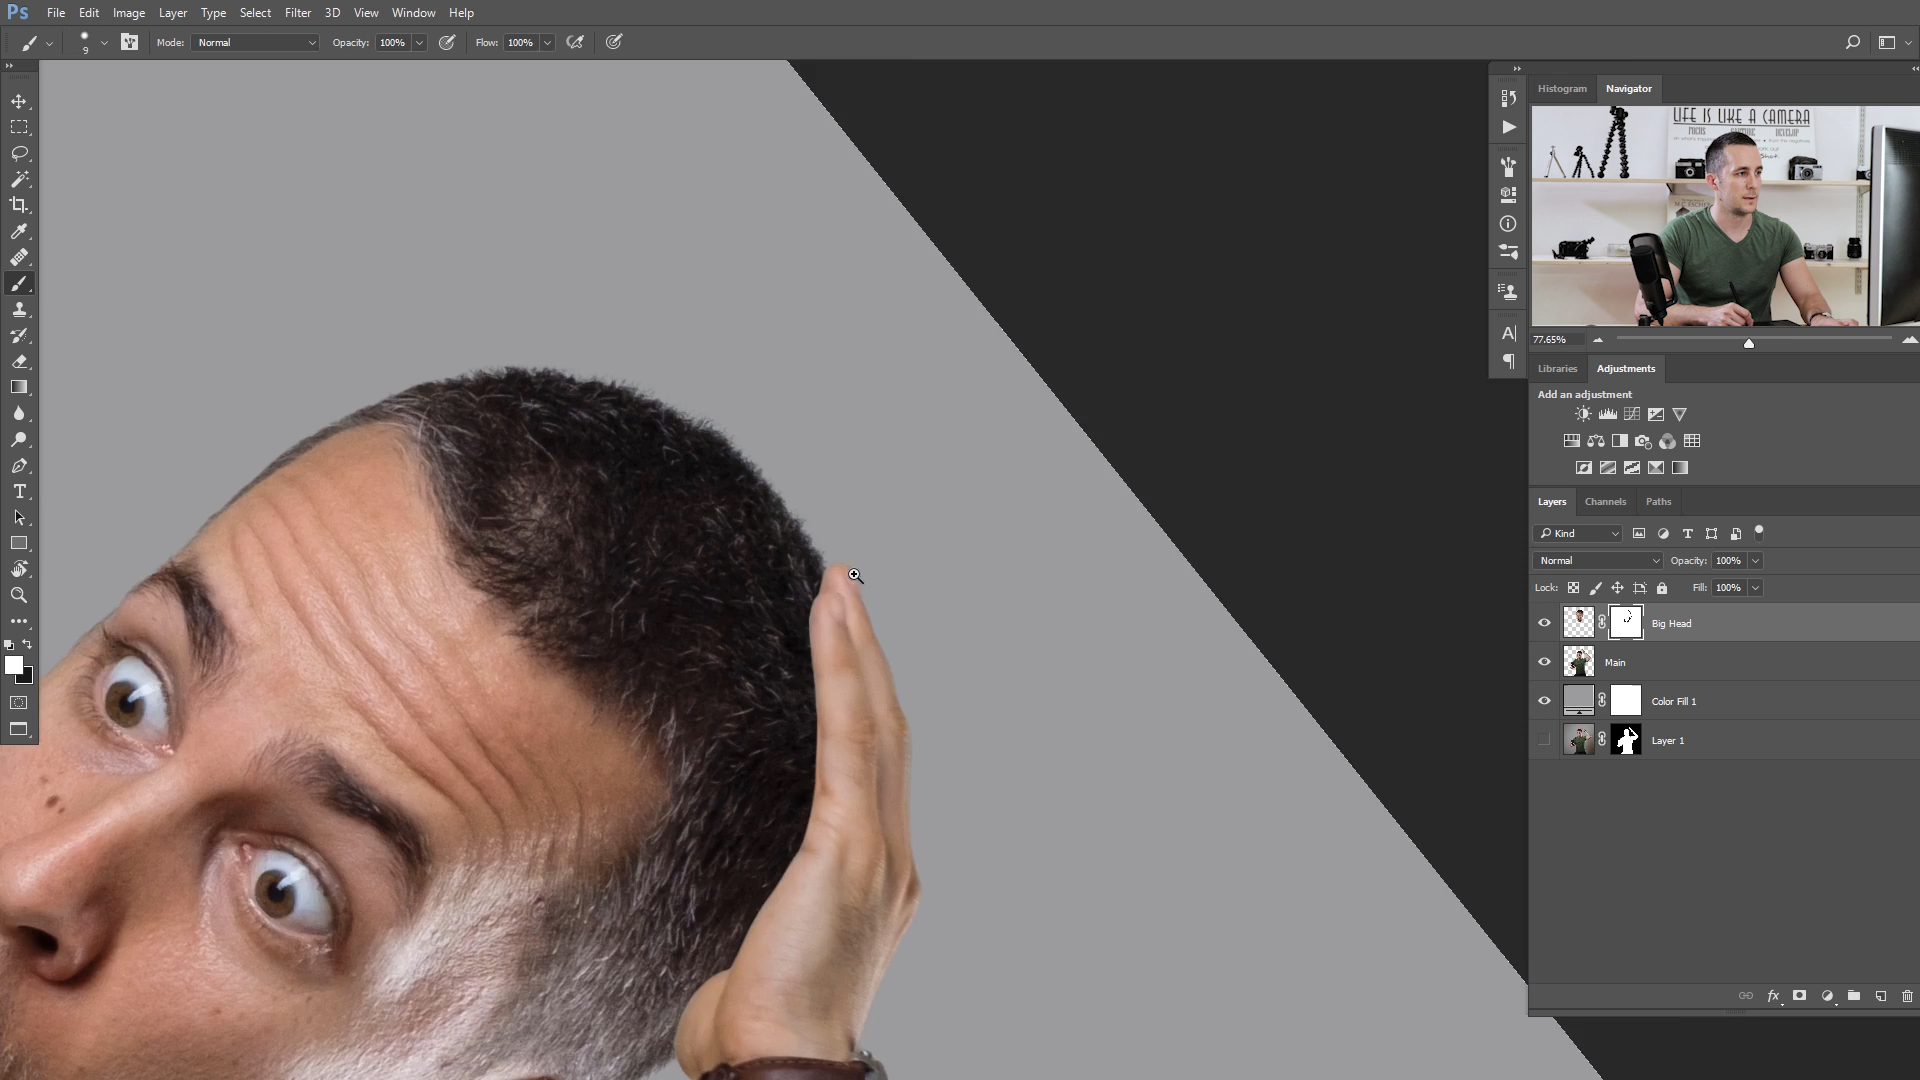 Ps File Edit Image Layer Type Select Filter 3D View Window Help
9 Mode: Normal Opacity: 100% Flow: 100%
Histogram Navigator
LIFE IS LIKE A CAMERA
77.65%
Libraries Adjustments
Add an adjustment
Layers Channels Paths
Kind
Normal Opacity: 100%
Lock: Fill: 100%
Big Head
Main
Color Fill 1
Layer 1
fx